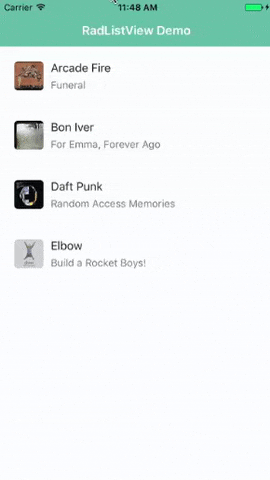 Carrier 11:48 AM
RadListView Demo
Arcade Fire
Funeral
Bon Iver
For Emma, Forever Ago
Daft Punk
Random Access Memories
Elbow
Build a Rocket Boys!